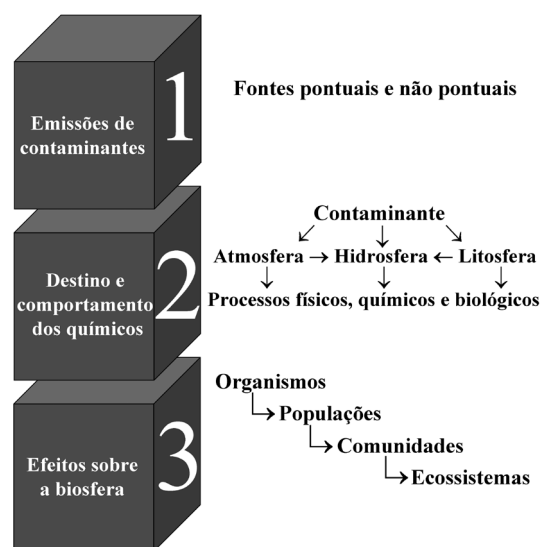 1
Emissões de
contaminantes
Fontes pontuais e não pontuais
2
Destino e
comportamento
dos químicos
Contaminante
Atmosfera → Hidrosfera ← Litosfera
Processos físicos, químicos e biológicos
3
Efeitos sobre
a biosfera
Organismos
Populações
Comunidades
Ecossistemas